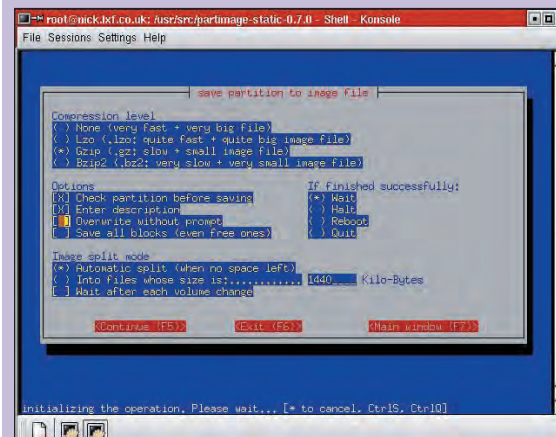 root@nick.lxf.co.uk: /usr/src/partimage-static-0.7.0 - Shell - Konsole
File Sessions Settings Help
save partition to image file
Compression level
( ) None (very fast + very big file)
( ) Lzo (.lzo: quite fast + quite big image file)
(*) Gzip (.gz: slow + small image file)
( ) Bzip2 (.bz2: very slow + very small image file)
Options
[X] Check partition before saving
[X] Enter description
[ ] Overwrite without prompt
[ ] Save all blocks (even free ones)
If finished successfully:
(*) Wait
( ) Halt
( ) Reboot
( ) Quit
Image split mode
(*) Automatic split (when no space left)
( ) Into files whose size is:............ 1440____ Kilo-Bytes
[ ] Wait after each volume change
<Continue (F5)> <Exit (F6)> <Main window (F7)>
initializing the operation. Please wait... [* to cancel, CtrlS, CtrlQ]